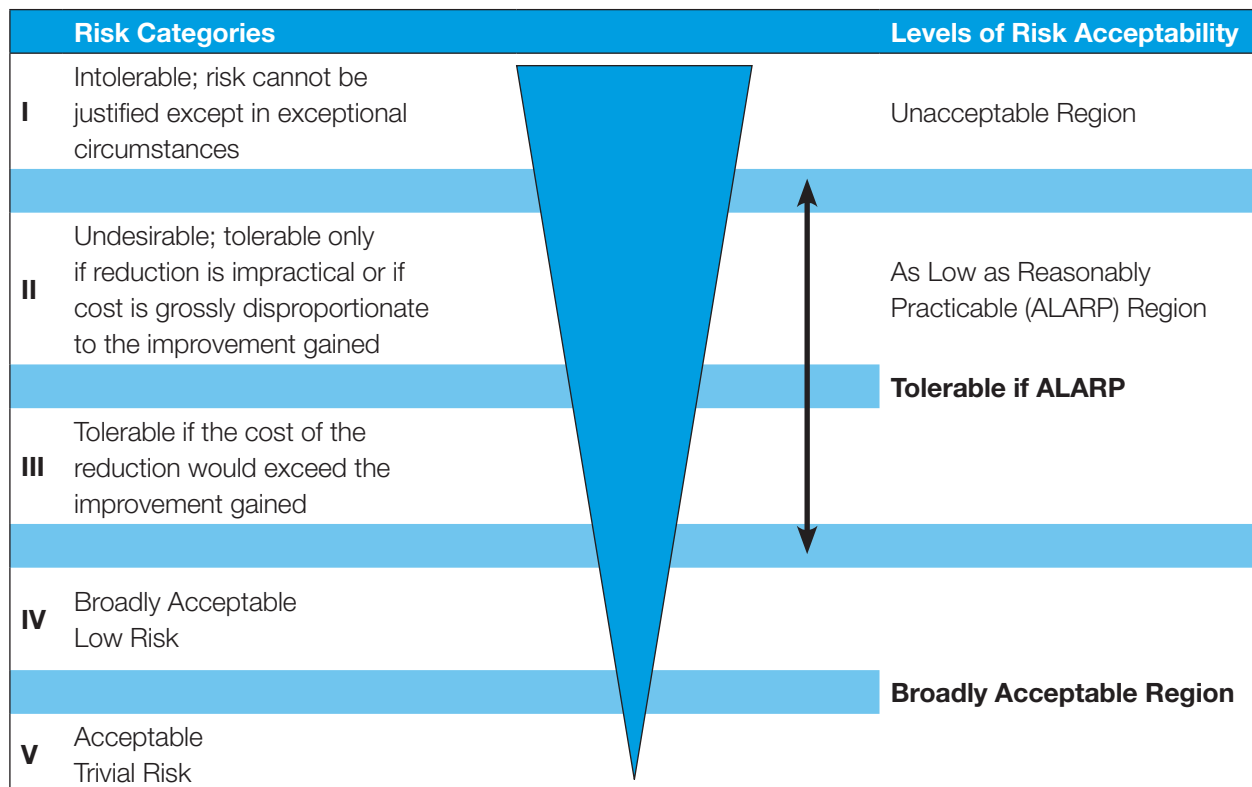 Risk Categories
Levels of Risk Acceptability
I
Intolerable; risk cannot be
justified except in exceptional
circumstances
Unacceptable Region
II
Undesirable; tolerable only
if reduction is impractical or if
cost is grossly disproportionate
to the improvement gained
As Low as Reasonably
Practicable (ALARP) Region
Tolerable if ALARP
III
Tolerable if the cost of the
reduction would exceed the
improvement gained
IV
Broadly Acceptable
Low Risk
Broadly Acceptable Region
V
Acceptable
Trivial Risk